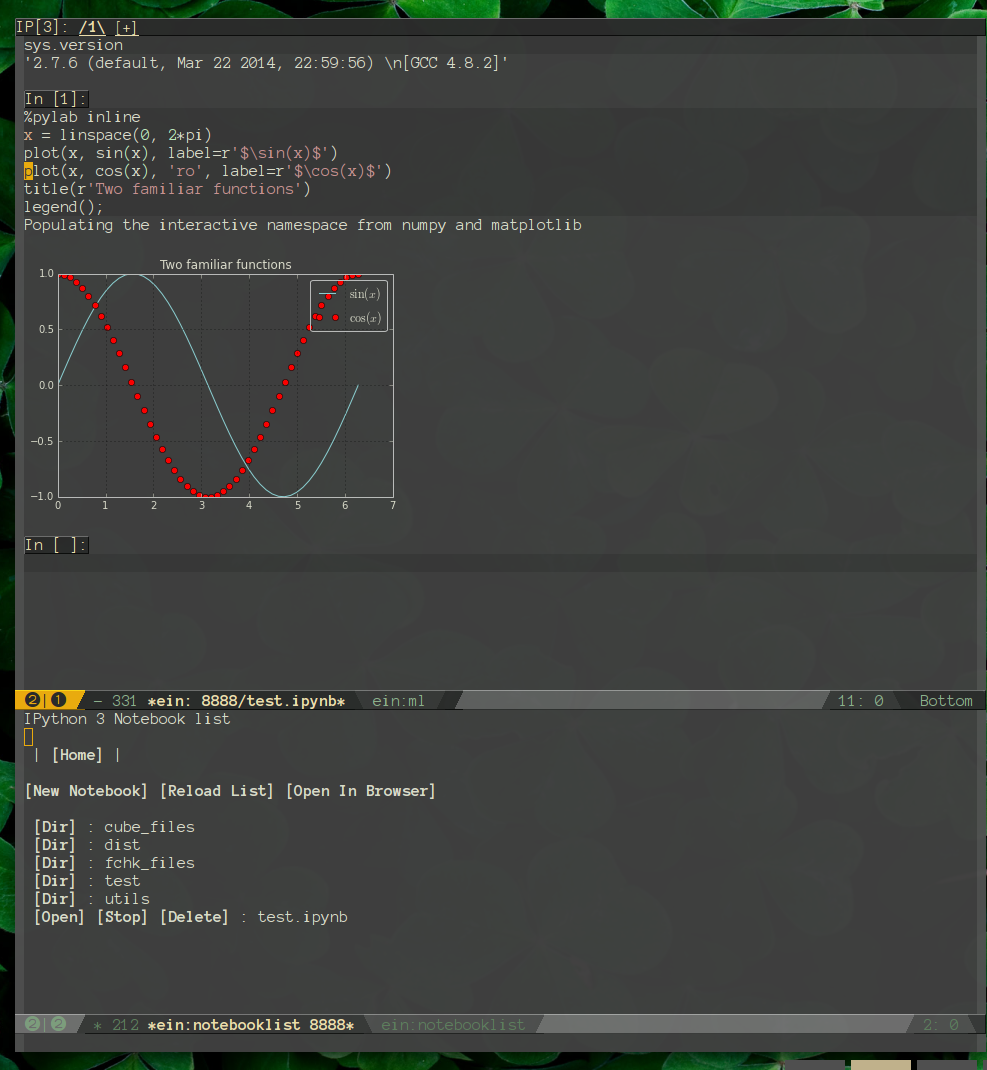 IP[3]: /1\ [+]
sys.version
'2.7.6 (default, Mar 22 2014, 22:59:56) \n[GCC 4.8.2]'
In [1]:
%pylab inline
x = linspace(0, 2*pi)
plot(x, sin(x), label=r'$\sin(x)$')
plot(x, cos(x), 'ro', label=r'$\cos(x)$')
title(r'Two familiar functions')
legend();
Populating the interactive namespace from numpy and matplotlib
Two familiar functions
1.0
sin(x)
cos(x)
0.5
0.0
−0.5
−1.0
0 1 2 3 4 5 6 7
In [ ]:
2|1 - 331 *ein: 8888/test.ipynb* ein:ml 11: 0 Bottom
IPython 3 Notebook list
| [Home] |
[New Notebook] [Reload List] [Open In Browser]
[Dir] : cube_files
[Dir] : dist
[Dir] : fchk_files
[Dir] : test
[Dir] : utils
[Open] [Stop] [Delete] : test.ipynb
2|2 * 212 *ein:notebooklist 8888* ein:notebooklist 2: 0